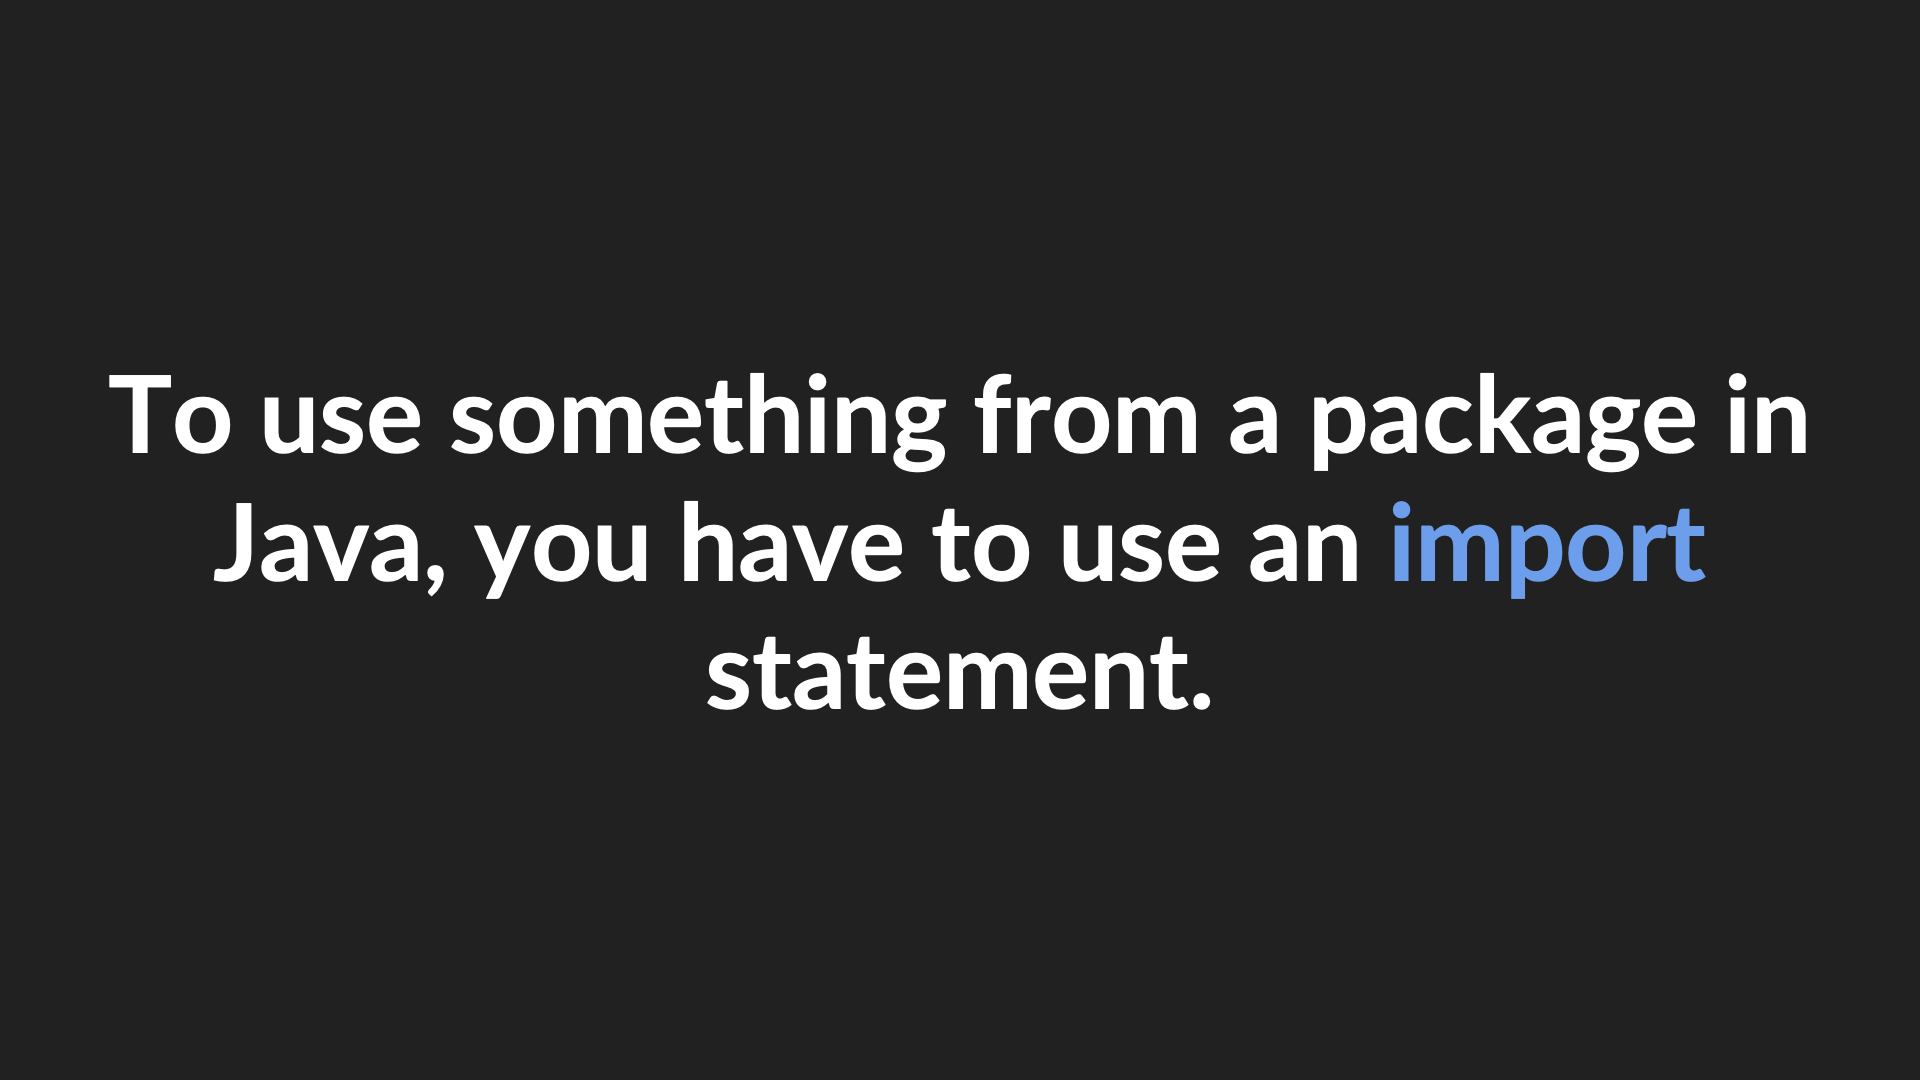 To use something from a package in
Java, you have to use an import
statement.